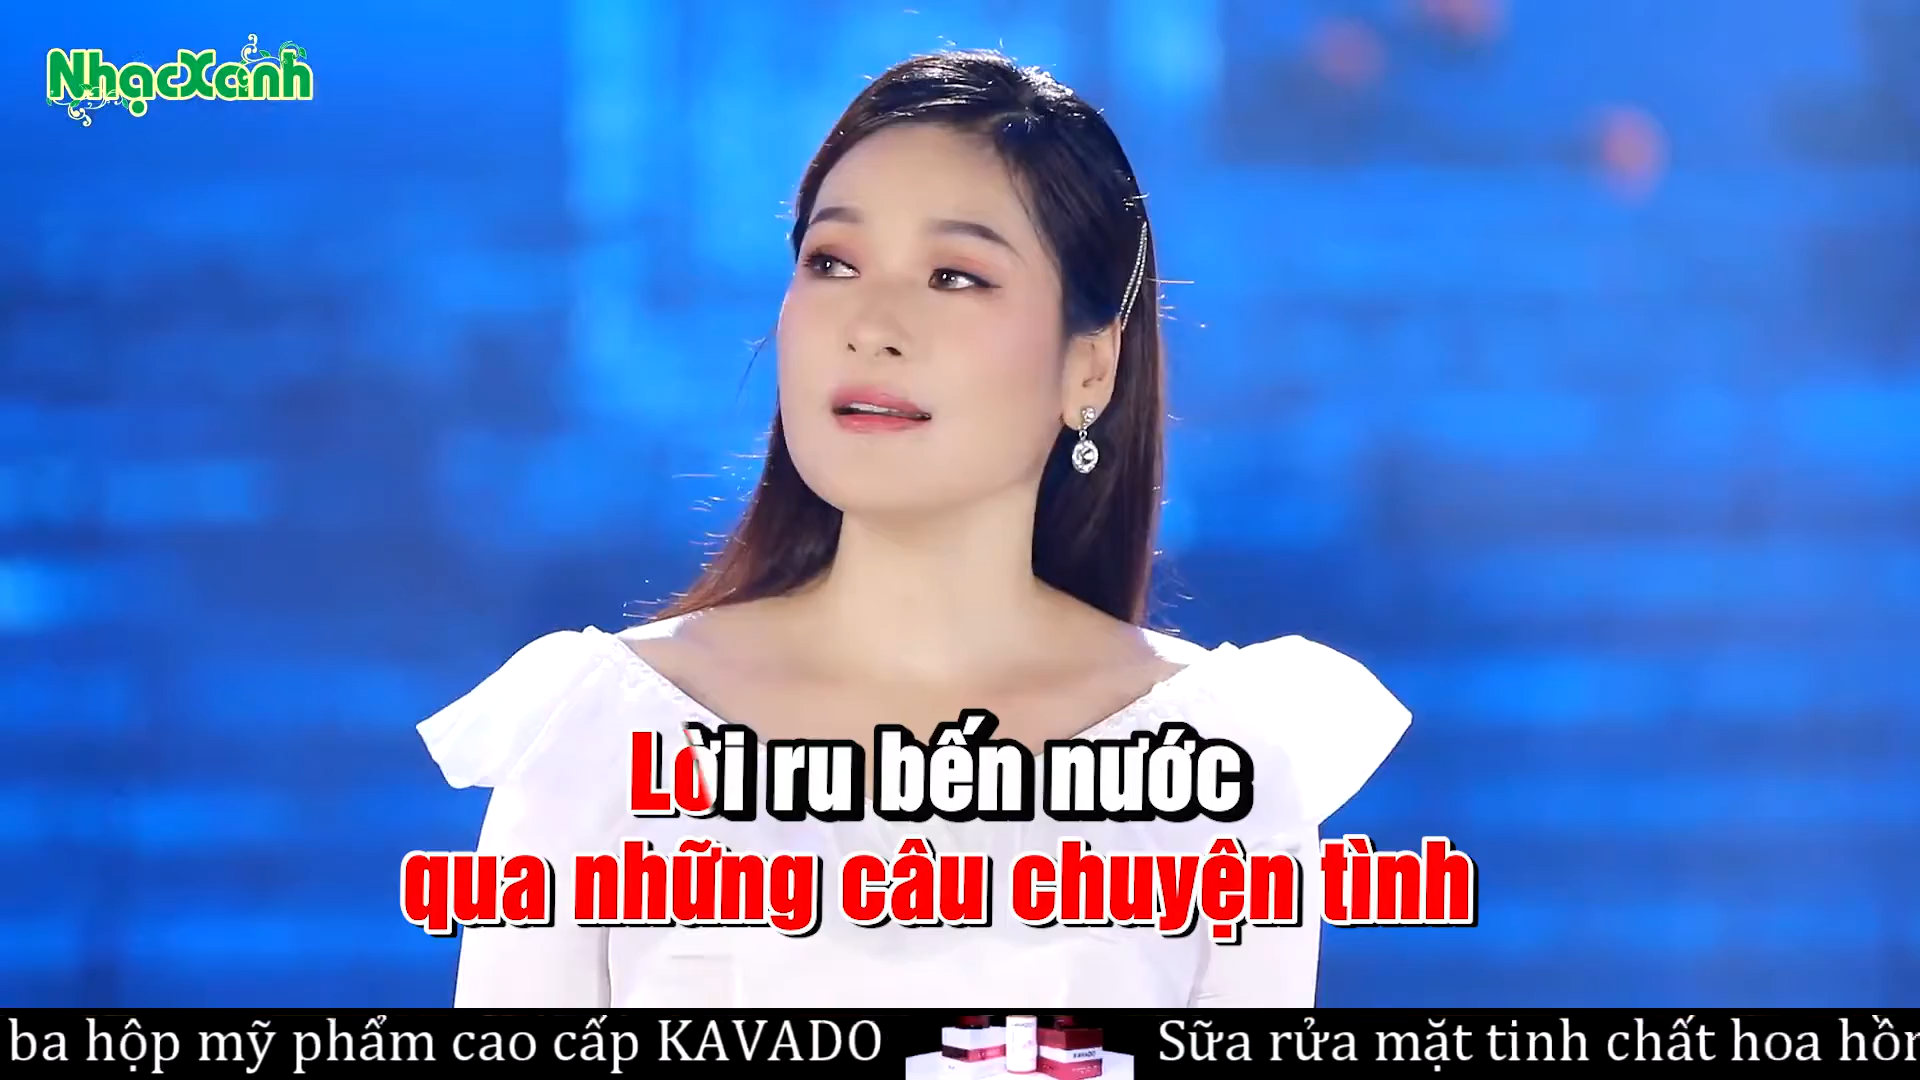 NhạcXanh
Lời ru bến nước
qua những câu chuyện tình
ba hộp mỹ phẩm cao cấp KAVADO
Sữa rửa mặt tinh chất hoa hồn